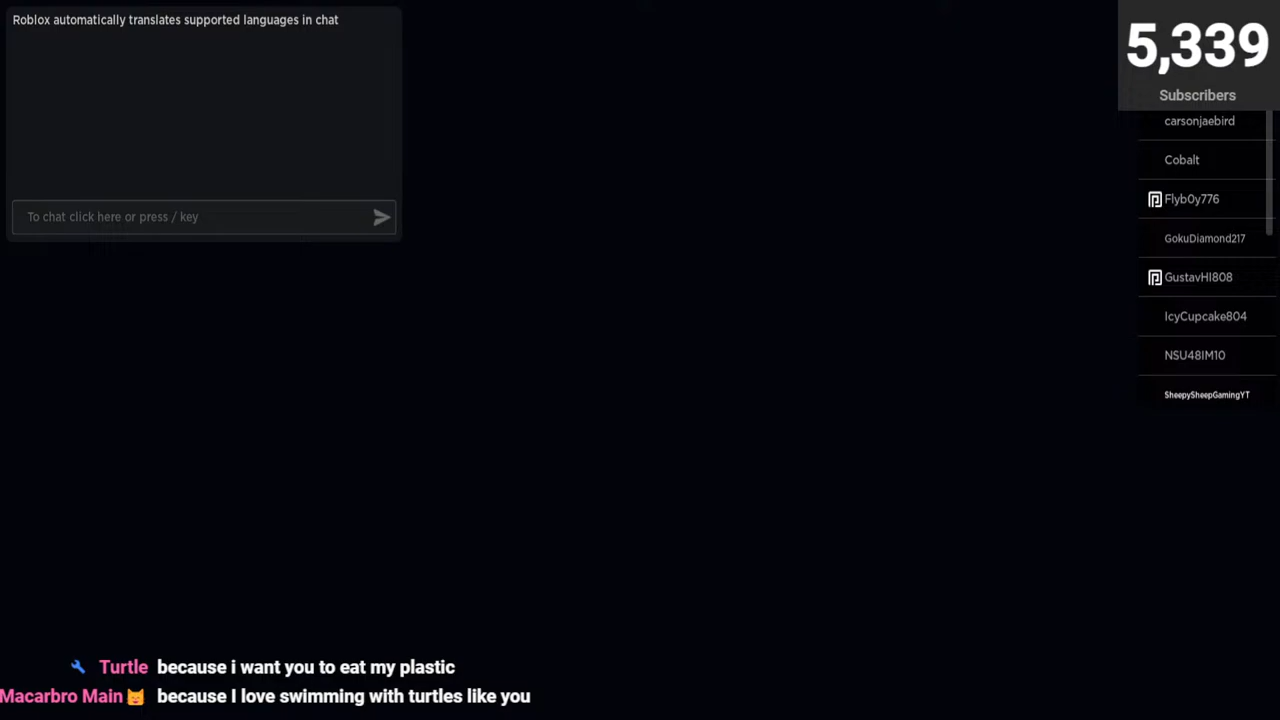 Roblox automatically translates supported languages in chat
To chat click here or press / key
5,339
Subscribers
carsonjaebird
Cobalt
Flyb0y776
GokuDiamond217
GustavHI808
IcyCupcake804
NSU48IM10
SheepySheepGamingYT
Turtle because i want you to eat my plastic
Macarbro Main because I love swimming with turtles like you